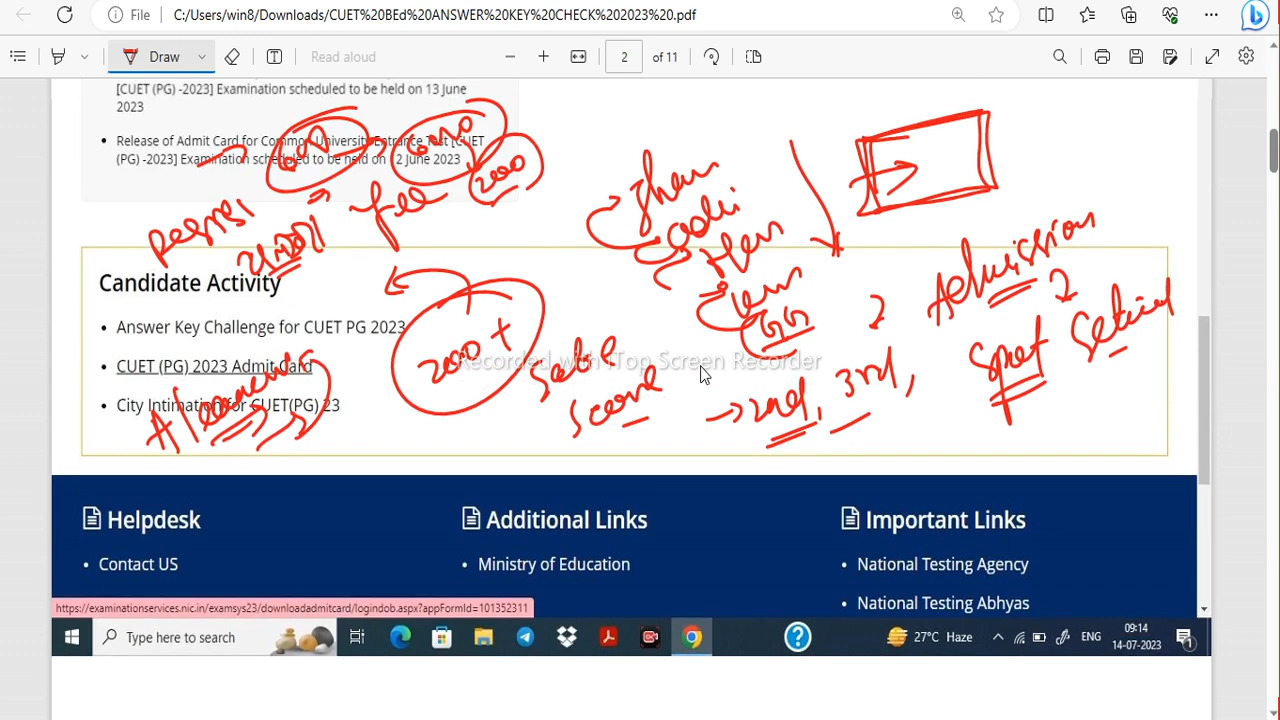 File
C:/Users/win8/Downloads/CUET%20BEd%20ANSWER%20KEY%20CHECK%202023%20.pdf
Draw
Read aloud
2 of 11
[CUET (PG) -2023] Examination scheduled to be held on 13 June
2023
• Release of Admit Card for Common University Entrance Test [CUET
(PG) -2023] Examination scheduled to be held on 2 June 2023
600
6000
2000
fee
Admission
2
Candidate Activity
• Answer Key Challenge for CUET PG 2023
• CUET (PG) 2023 Admit Card
• City Intimation for CUET(PG) 23
2000 +
Safe
Score
→ 2nd, 3rd,
Spot
Recorded with iTop Screen Recorder
Helpdesk
• Contact US
Additional Links
• Ministry of Education
Important Links
• National Testing Agency
• National Testing Abhyas
https://examinationservices.nic.in/examsys23/downloadadmitcard/logindob.aspx?appFormId=101352311
Type here to search
27°C Haze
ENG
09:14
14-07-2023
1